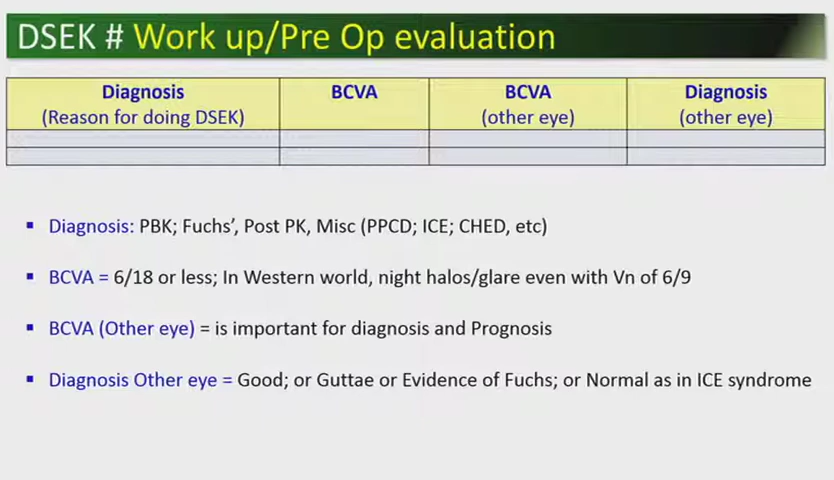 DSEK # Work up/Pre Op evaluation
Diagnosis BCVA BCVA Diagnosis
(Reason for doing DSEK) (other eye) (other eye)
▪ Diagnosis: PBK; Fuchs’, Post PK, Misc (PPCD; ICE; CHED, etc)
▪ BCVA = 6/18 or less; In Western world, night halos/glare even with Vn of 6/9
▪ BCVA (Other eye) = is important for diagnosis and Prognosis
▪ Diagnosis Other eye = Good; or Guttae or Evidence of Fuchs; or Normal as in ICE syndrome